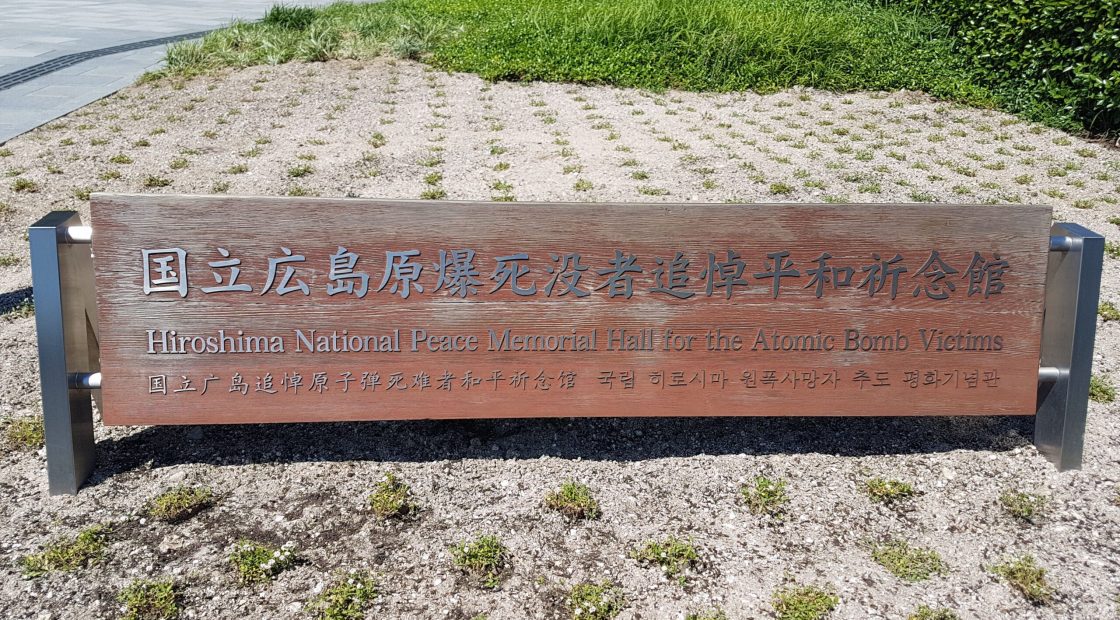 国立広島原爆死没者追悼平和祈念館
Hiroshima National Peace Memorial Hall for the Atomic Bomb Victims
国立广岛追悼原子弹死难者和平祈念馆 국립 히로시마 원폭사망자 추도 평화기념관